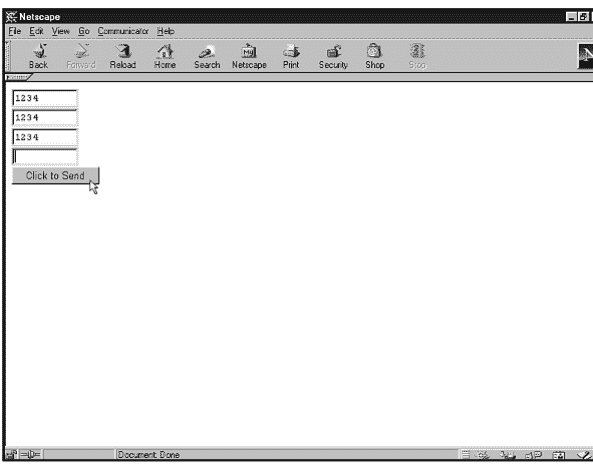 Netscape
File Edit View Go Communicator Help
Back Forward Reload Home Search Netscape Print Security Shop Stop
1234
1234
1234
Click to Send
Document: Done